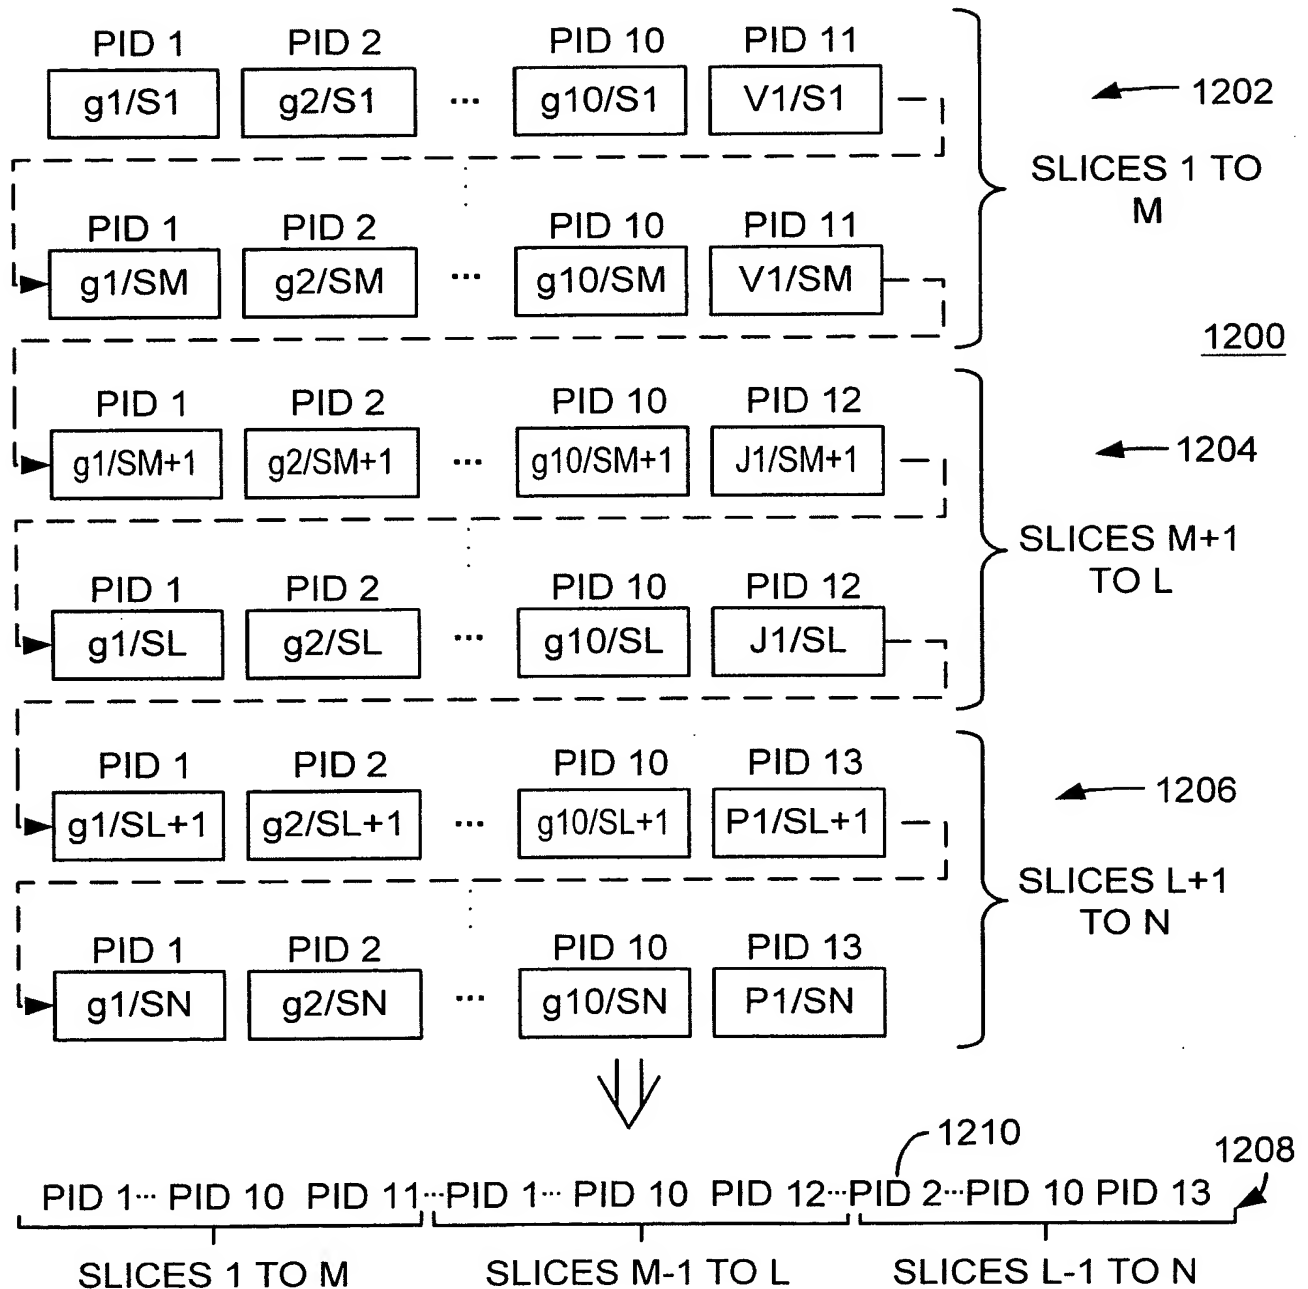 PID 1 PID 2 PID 10 PID 11
g1/S1 g2/S1 ... g10/S1 V1/S1
1202
SLICES 1 TO
M
PID 1 PID 2 PID 10 PID 11
g1/SM g2/SM ... g10/SM V1/SM
1200
PID 1 PID 2 PID 10 PID 12
g1/SM+1 g2/SM+1 ... g10/SM+1 J1/SM+1
1204
SLICES M+1
TO L
PID 1 PID 2 PID 10 PID 12
g1/SL g2/SL ... g10/SL J1/SL
PID 1 PID 2 PID 10 PID 13
g1/SL+1 g2/SL+1 ... g10/SL+1 P1/SL+1
1206
SLICES L+1
TO N
PID 1 PID 2 PID 10 PID 13
g1/SN g2/SN ... g10/SN P1/SN
1210
1208
PID 1... PID 10 PID 11...PID 1... PID 10 PID 12...PID 2...PID 10 PID 13
SLICES 1 TO M SLICES M-1 TO L SLICES L-1 TO N